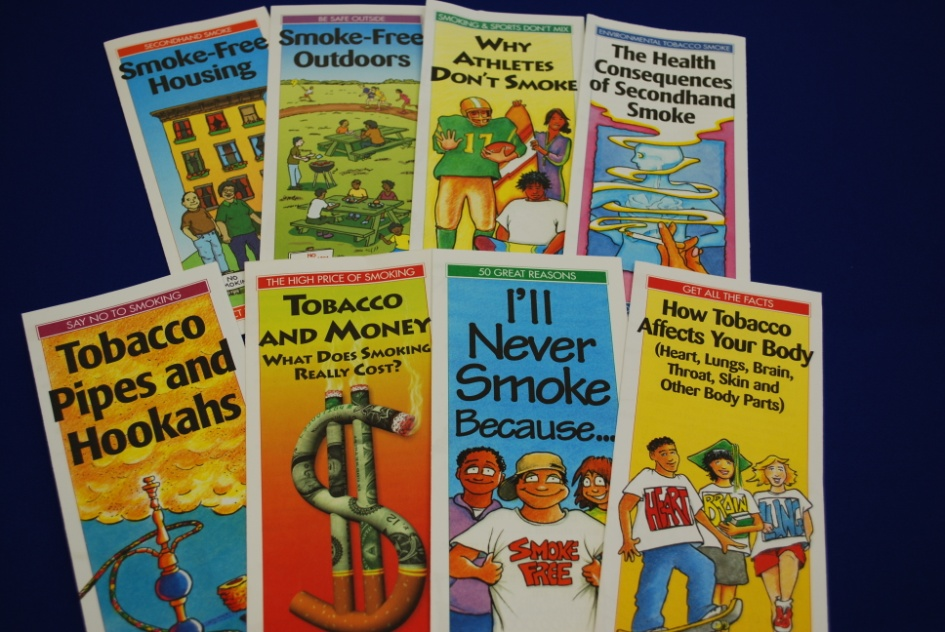 SECONDHAND SMOKE
Smoke-Free
Housing
NO
BE SAFE OUTSIDE
Smoke-Free
Outdoors
NO
SMOKING & SPORTS DON'T MIX
WHY
ATHLETES
DON'T SMOKE
17
ENVIRONMENTAL TOBACCO SMOKE
The Health
Consequences
of Secondhand
Smoke
SAY NO TO SMOKING
Tobacco
Pipes and
Hookahs
THE HIGH PRICE OF SMOKING
TOBACCO
AND MONEY
WHAT DOES SMOKING
REALLY COST?
50 GREAT REASONS
I'll
Never
Smoke
Because...
SMOKE
FREE
GET ALL THE FACTS
How Tobacco
Affects Your Body
(Heart, Lungs, Brain,
Throat, Skin and
Other Body Parts)
HEART
BRAIN
LUNG